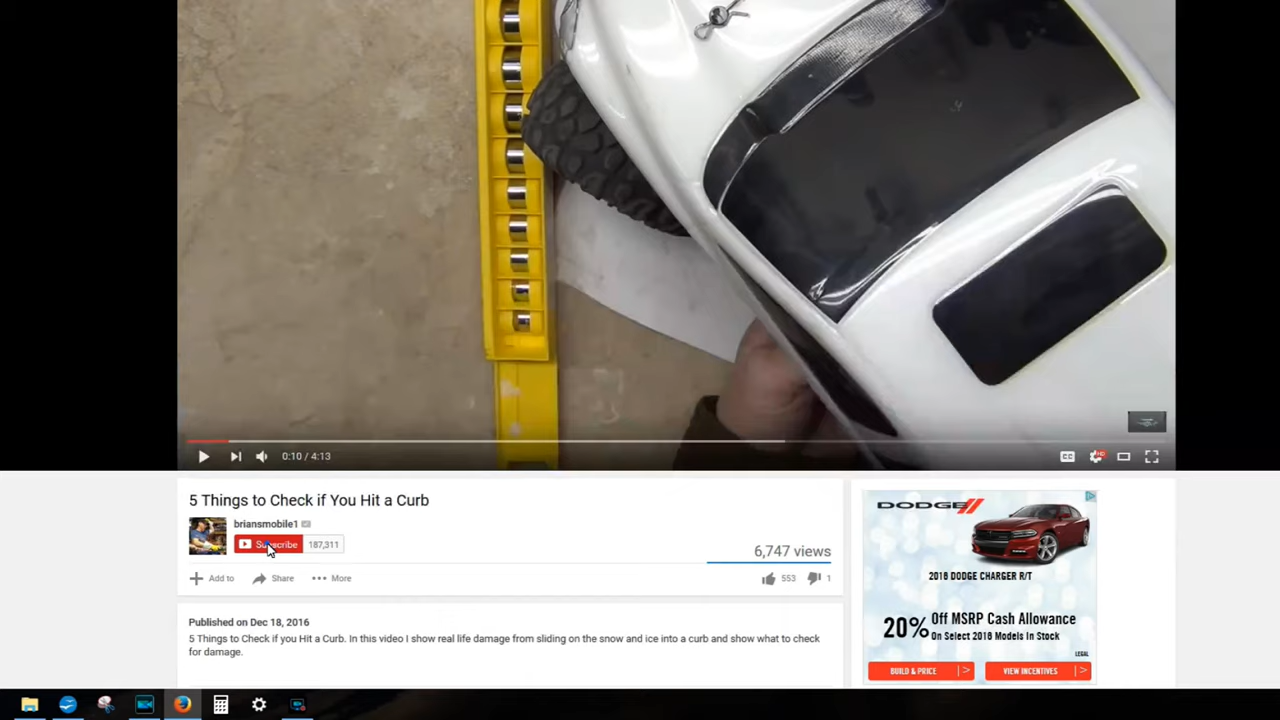 0:10 / 4:13
CC
HD
5 Things to Check if You Hit a Curb
briansmobile1
Subscribe 187,311
6,747 views
Add to Share More 553 1
Published on Dec 18, 2016
5 Things to Check if you Hit a Curb. In this video I show real life damage from sliding on the snow and ice into a curb and show what to check
for damage.
DODGE
2016 DODGE CHARGER R/T
20% Off MSRP Cash Allowance
On Select 2016 Models In Stock
LEGAL
BUILD & PRICE VIEW INCENTIVES